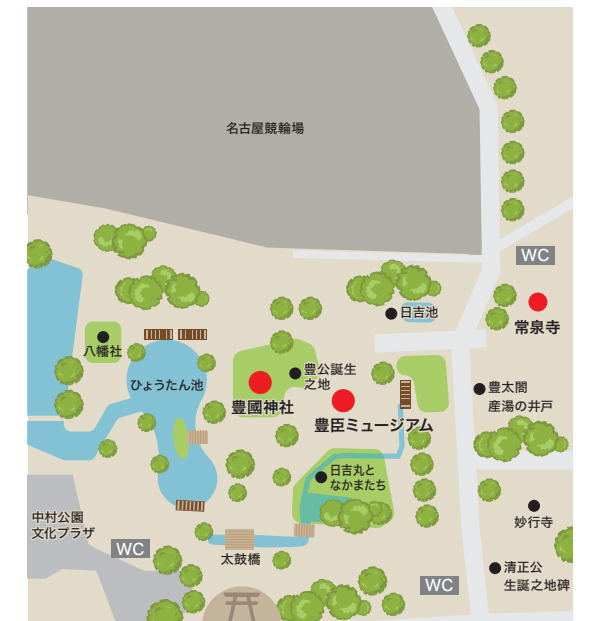 名古屋競輪場
WC
日吉池
常泉寺
八幡社
豊公誕生
之地
ひょうたん池
豊國神社
豊太閤
産湯の井戸
豊臣ミュージアム
日吉丸と
なかまたち
中村公園
文化プラザ
妙行寺
WC
太鼓橋
清正公
生誕之地碑
WC